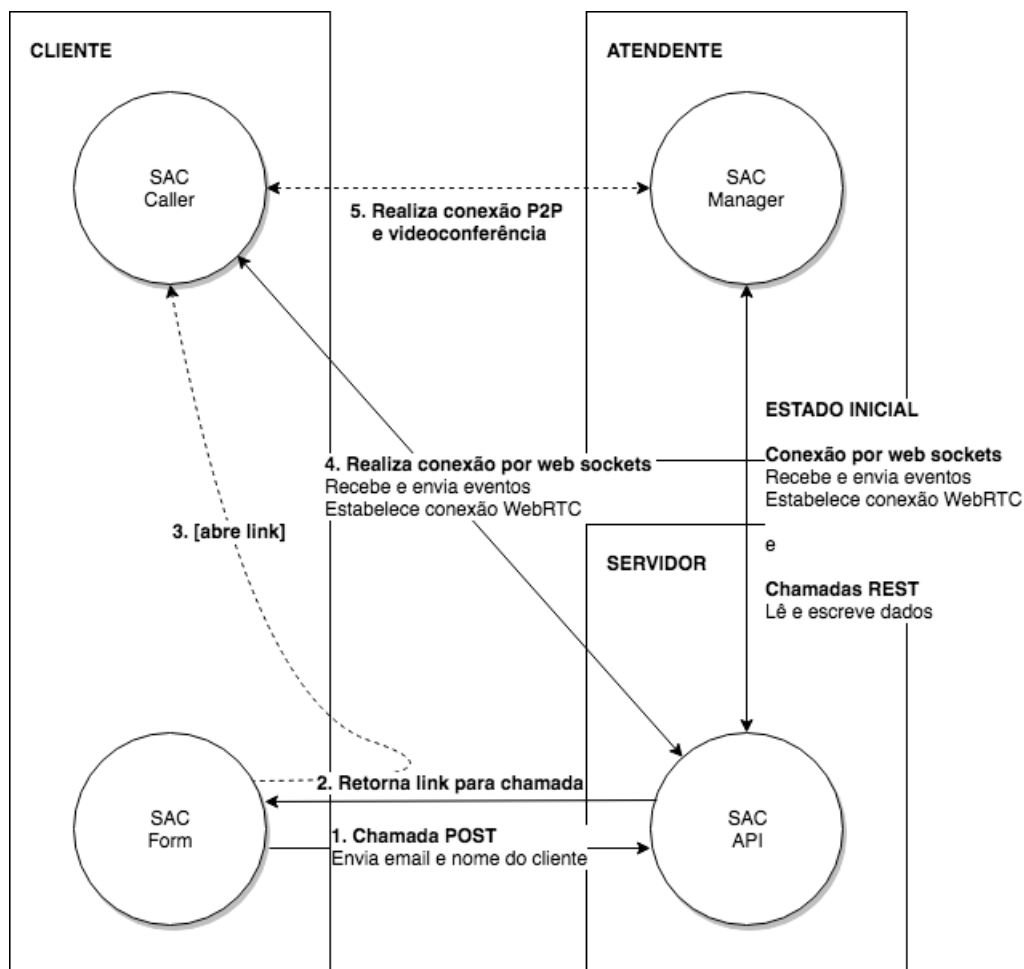 CLIENTE
ATENDENTE
SAC
Caller
SAC
Manager
5. Realiza conexão P2P
e videoconferência
ESTADO INICIAL
4. Realiza conexão por web sockets
Recebe e envia eventos
Estabelece conexão WebRTC
Conexão por web sockets
Recebe e envia eventos
Estabelece conexão WebRTC
3. [abre link]
e
SERVIDOR
Chamadas REST
Lê e escreve dados
2. Retorna link para chamada
SAC
Form
1. Chamada POST
Envia email e nome do cliente
SAC
API